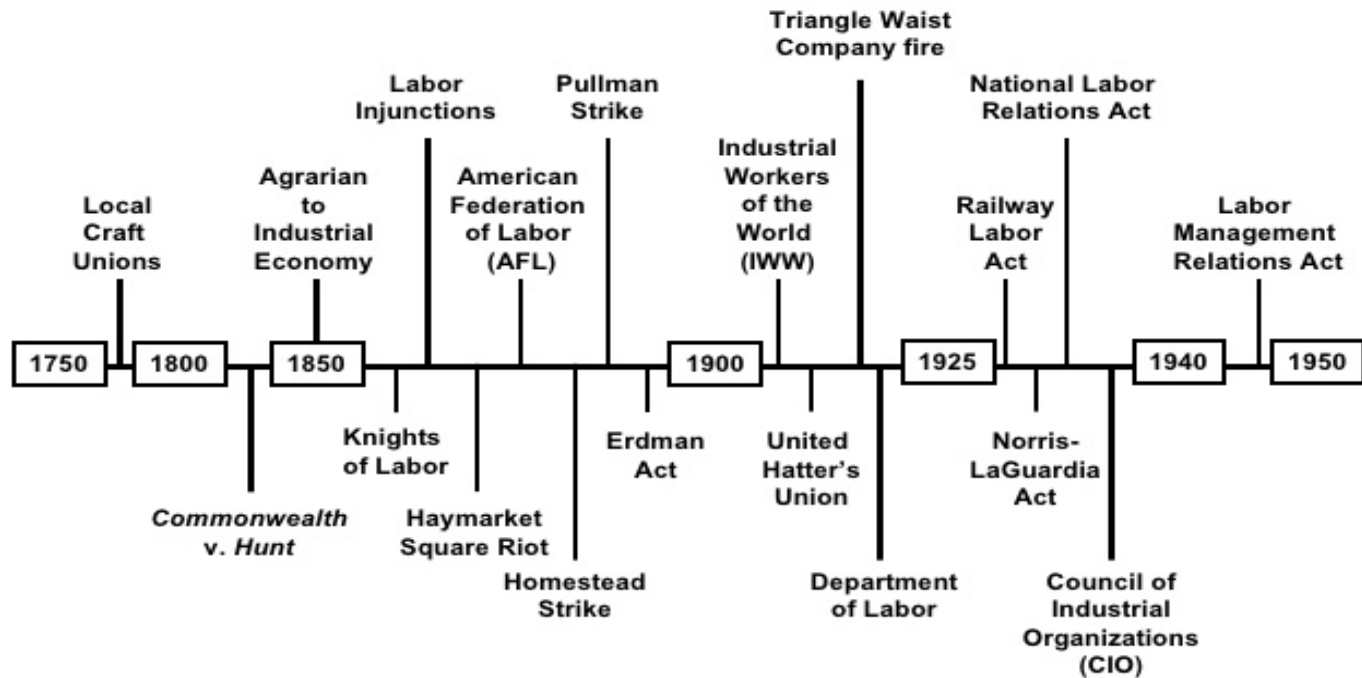 Triangle Waist
Company fire
Labor
Injunctions
Pullman
Strike
National Labor
Relations Act
Industrial
Workers
of the
World
(IWW)
Agrarian
to
Industrial
Economy
American
Federation
of Labor
(AFL)
Local
Craft
Unions
Railway
Labor
Act
Labor
Management
Relations Act
1750
1800
1850
1900
1925
1940
1950
Knights
of Labor
Erdman
Act
United
Hatter's
Union
Norris-
LaGuardia
Act
Commonwealth
v. Hunt
Haymarket
Square Riot
Homestead
Strike
Department
of Labor
Council of
Industrial
Organizations
(CIO)